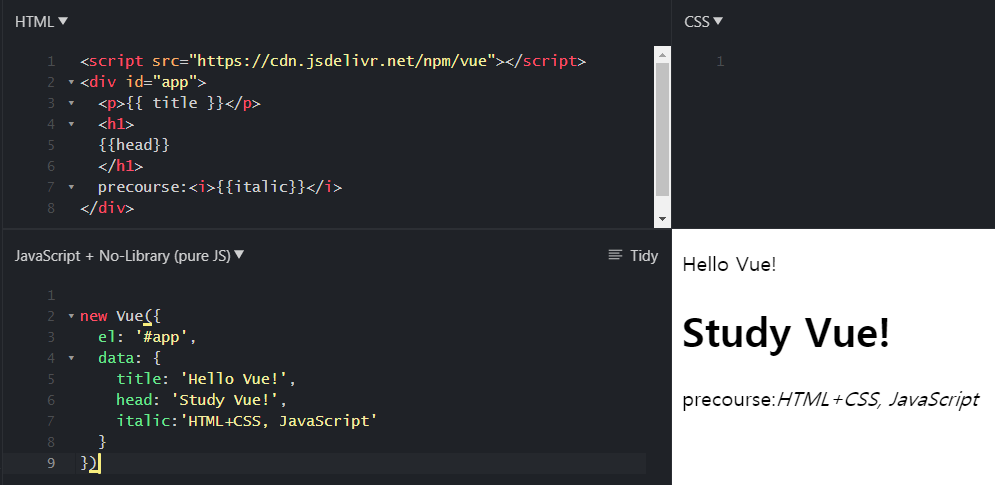 HTML ▼
1 <script src="https://cdn.jsdelivr.net/npm/vue"></script>
2 ▾ <div id="app">
3 ▾   <p>{{ title }}</p>
4 ▾   <h1>
5   {{head}}
6   </h1>
7 ▾   precourse:<i>{{italic}}</i>
8 </div>
CSS ▼
1
JavaScript + No-Library (pure JS) ▼
Tidy
1
2 ▾ new Vue({
3   el: '#app',
4 ▾   data: {
5     title: 'Hello Vue!',
6     head: 'Study Vue!',
7     italic:'HTML+CSS, JavaScript'
8   }
9 })
Hello Vue!
Study Vue!
precourse:HTML+CSS, JavaScript